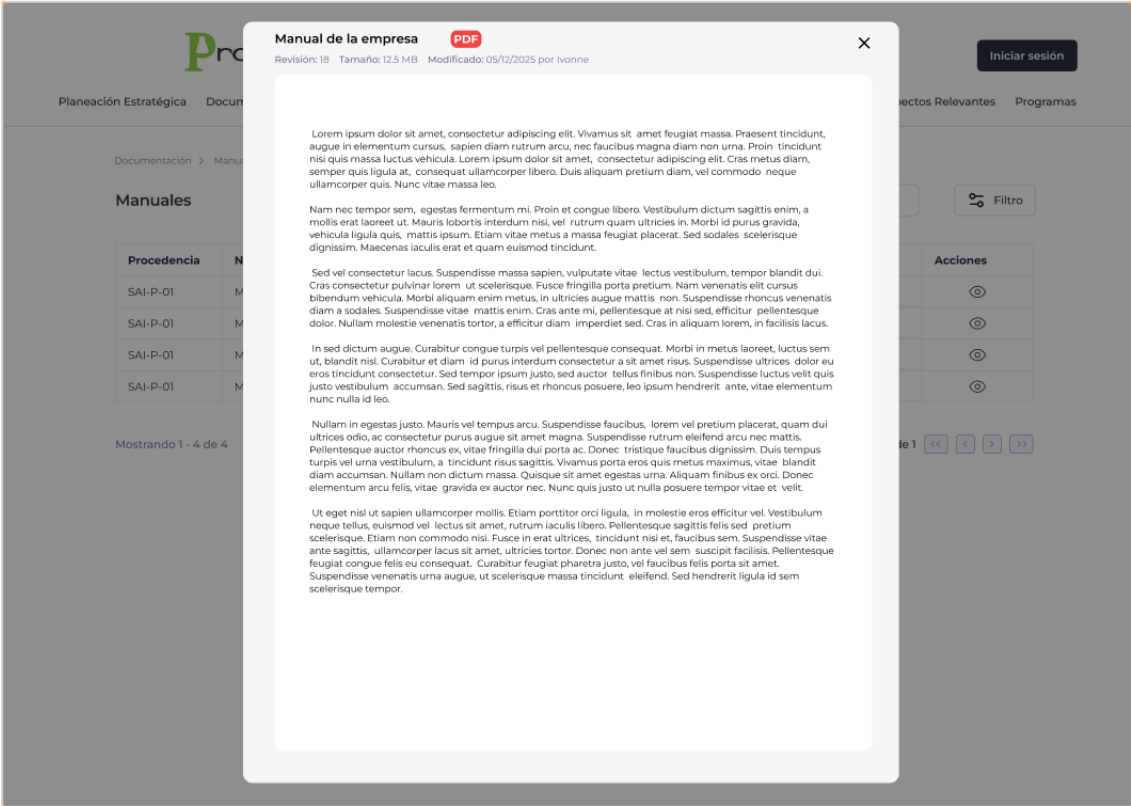 Manual de la empresa PDF
Revisión: 18 Tamaño: 12.5 MB Modificado: 05/12/2025 por Ivonne
Iniciar sesión
Planeación Estratégica
Relevantes Programas
Documentación >
Manuales
Filtro
Procedencia
Acciones
SAI-P-01
SAI-P-01
SAI-P-01
SAI-P-01
Mostrando 1 - 4 de 4
de 1 << < > >>
Lorem ipsum dolor sit amet, consectetur adipiscing elit. Vivamus sit amet feugiat massa. Praesent tincidunt,
augue in elementum cursus, sapien diam rutrum arcu, nec faucibus magna diam non urna. Proin tincidunt
nisi quis massa luctus vehicula. Lorem ipsum dolor sit amet, consectetur adipiscing elit. Cras metus diam,
semper quis ligula at, consequat ullamcorper libero. Duis aliquam pretium diam, vel commodo neque
ullamcorper quis. Nunc vitae massa leo.
Nam nec tempor sem, egestas fermentum mi. Proin et congue libero. Vestibulum dictum sagittis enim, a
mollis erat laoreet ut. Mauris lobortis interdum nisi, vel rutrum quam ultricies in. Morbi id purus gravida,
vehicula ligula quis, mattis ipsum. Etiam vitae metus a massa feugiat placerat. Sed sodales scelerisque
dignissim. Maecenas iaculis erat et quam euismod tincidunt.
Sed vel consectetur lacus. Suspendisse massa sapien, vulputate vitae lectus vestibulum, tempor blandit dui.
Cras consectetur pulvinar lorem ut scelerisque. Fusce fringilla porta pretium. Nam venenatis elit cursus
bibendum vehicula. Morbi aliquam enim metus, in ultricies augue mattis non. Suspendisse rhoncus venenatis
diam a sodales. Suspendisse vitae mattis enim. Cras ante mi, pellentesque at nisi sed, efficitur pellentesque
dolor. Nullam molestie venenatis tortor, a efficitur diam imperdiet sed. Cras in aliquam lorem, in facilisis lacus.
In sed dictum augue. Curabitur congue turpis vel pellentesque consequat. Morbi in metus laoreet, luctus sem
ut, blandit nisl. Curabitur et diam id purus interdum consectetur a sit amet risus. Suspendisse ultrices dolor eu
eros tincidunt consectetur. Sed tempor ipsum justo, sed auctor tellus finibus non. Suspendisse luctus velit quis
justo vestibulum accumsan. Sed sagittis, risus et rhoncus posuere, leo ipsum hendrerit ante, vitae elementum
nunc nulla id leo.
Nullam in egestas justo. Mauris vel tempus arcu. Suspendisse faucibus, lorem vel pretium placerat, quam dui
ultrices odio, ac consectetur purus augue sit amet magna. Suspendisse rutrum eleifend arcu nec mattis.
Pellentesque auctor rhoncus ex, vitae fringilla dui porta ac. Donec tristique faucibus dignissim. Duis tempus
turpis vel urna vestibulum, a tincidunt risus sagittis. Vivamus porta eros quis metus maximus, vitae blandit
diam accumsan. Nullam non dictum massa. Quisque sit amet egestas urna. Aliquam finibus ex orci. Donec
elementum arcu felis, vitae gravida ex auctor nec. Nunc quis justo ut nulla posuere tempor vitae et velit.
Ut eget nisl ut sapien ullamcorper mollis. Etiam porttitor orci ligula, in molestie eros efficitur vel. Vestibulum
neque tellus, euismod vel lectus sit amet, rutrum iaculis libero. Pellentesque sagittis felis sed pretium
scelerisque. Etiam non commodo nisi. Fusce in erat ultrices, tincidunt nisi et, faucibus sem. Suspendisse vitae
ante sagittis, ullamcorper lacus sit amet, ultricies tortor. Donec non ante vel sem suscipit facilisis. Pellentesque
feugiat congue felis eu consequat. Curabitur feugiat pharetra justo, vel faucibus felis porta sit amet.
Suspendisse venenatis urna augue, ut scelerisque massa tincidunt eleifend. Sed hendrerit ligula id sem
scelerisque tempor.